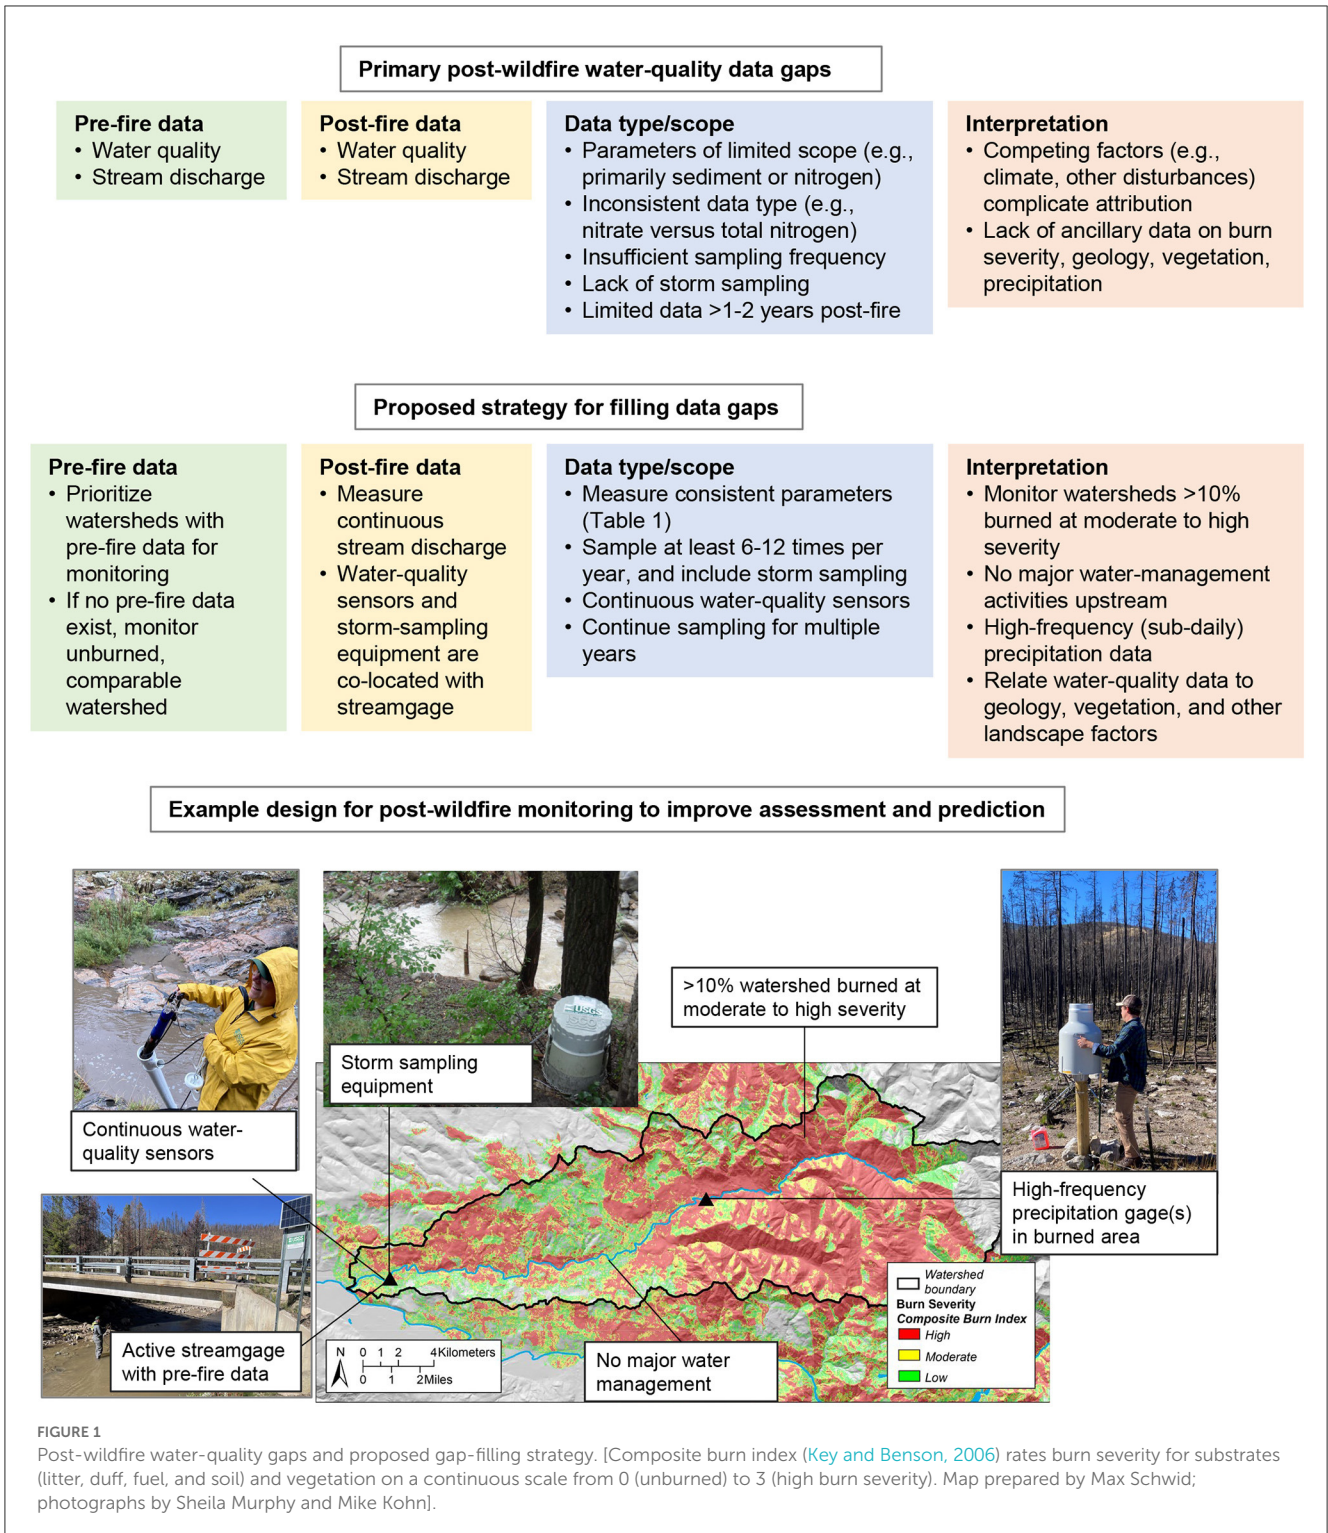 Primary post-wildfire water-quality data gaps
Pre-fire data
• Water quality
• Stream discharge
Post-fire data
• Water quality
• Stream discharge
Data type/scope
• Parameters of limited scope (e.g.,
primarily sediment or nitrogen)
• Inconsistent data type (e.g.,
nitrate versus total nitrogen)
• Insufficient sampling frequency
• Lack of storm sampling
• Limited data >1-2 years post-fire
Interpretation
• Competing factors (e.g.,
climate, other disturbances)
complicate attribution
• Lack of ancillary data on burn
severity, geology, vegetation,
precipitation
Proposed strategy for filling data gaps
Pre-fire data
• Prioritize
watersheds with
pre-fire data for
monitoring
• If no pre-fire data
exist, monitor
unburned,
comparable
watershed
Post-fire data
• Measure
continuous
stream discharge
• Water-quality
sensors and
storm-sampling
equipment are
co-located with
streamgage
Data type/scope
• Measure consistent parameters
(Table 1)
• Sample at least 6-12 times per
year, and include storm sampling
• Continuous water-quality sensors
• Continue sampling for multiple
years
Interpretation
• Monitor watersheds >10%
burned at moderate to high
severity
• No major water-management
activities upstream
• High-frequency (sub-daily)
precipitation data
• Relate water-quality data to
geology, vegetation, and other
landscape factors
Example design for post-wildfire monitoring to improve assessment and prediction
USGS
>10% watershed burned at
moderate to high severity
Storm sampling
equipment
Continuous water-
quality sensors
High-frequency
precipitation gage(s)
in burned area
Active streamgage
with pre-fire data
N
0 1 2 4 Kilometers
0 1 2 Miles
No major water
management
Watershed
boundary
Burn Severity
Composite Burn Index
High
Moderate
Low
FIGURE 1
Post-wildfire water-quality gaps and proposed gap-filling strategy. [Composite burn index (Key and Benson, 2006) rates burn severity for substrates
(litter, duff, fuel, and soil) and vegetation on a continuous scale from 0 (unburned) to 3 (high burn severity). Map prepared by Max Schwid;
photographs by Sheila Murphy and Mike Kohn].